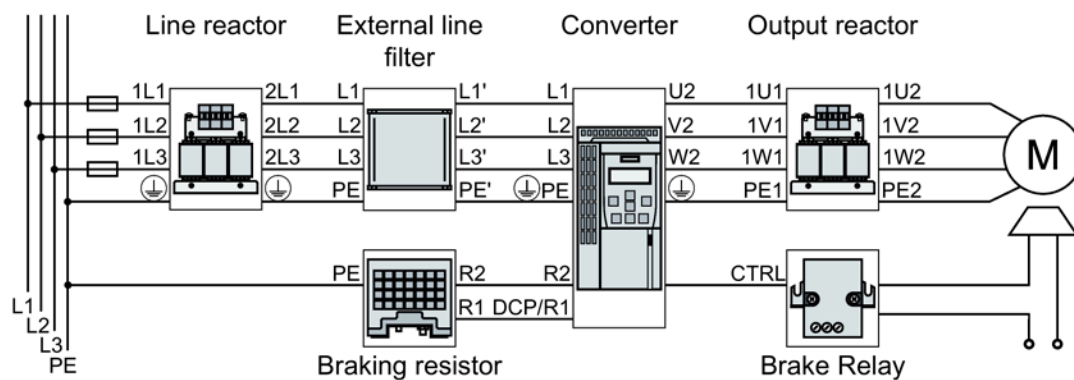 Line reactor External line filter Converter Output reactor
1L1 2L1 L1 L1' L1 U2 1U1 1U2
1L2 2L2 L2 L2' L2 V2 1V1 1V2
1L3 2L3 L3 L3' L3 W2 1W1 1W2
PE PE' PE PE1 PE2
M
PE R2 R2 CTRL
R1 DCP/R1
L1
L2
L3
PE
Braking resistor Brake Relay